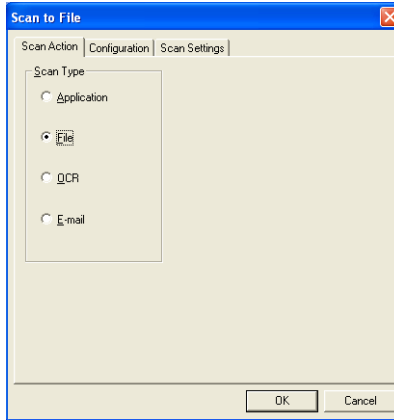 Scan to File
Scan Action Configuration Scan Settings
Scan Type
Application
File
OCR
E-mail
OK Cancel